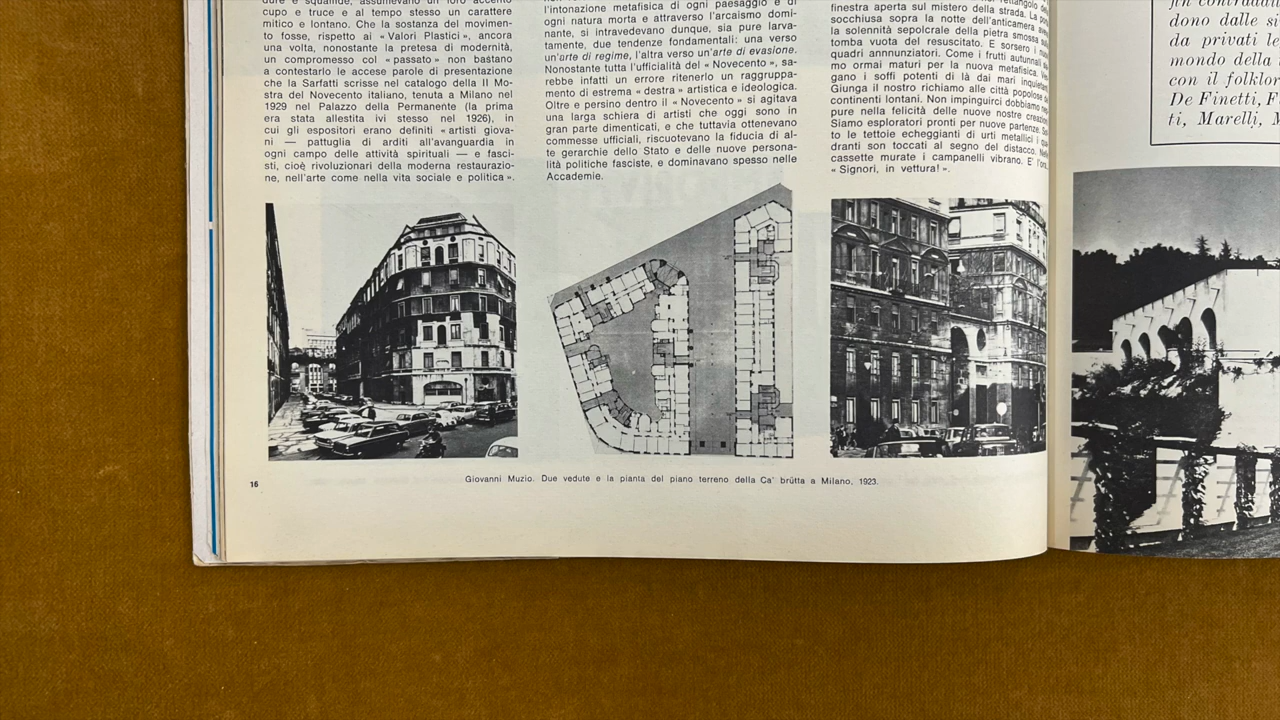 dure e squallide, assumevano un loro accento
cupo e truce e al tempo stesso un carattere
mitico e lontano. Che la sostanza del movimen-
to fosse, rispetto ai « Valori Plastici », ancora
una volta, nonostante la pretesa di modernità,
un compromesso col « passato » non bastano
a contestarlo le accese parole di presentazione
che la Sarfatti scrisse nel catalogo della II Mo-
stra del Novecento italiano, tenuta a Milano nel
1929 nel Palazzo della Permanente (la prima
era stata allestita ivi stesso nel 1926), in
cui gli espositori erano definiti « artisti giova-
ni — pattuglia di arditi all'avanguardia in
ogni campo delle attività spirituali — e fasci-
sti, cioè rivoluzionari della moderna restaurazio-
ne, nell'arte come nella vita sociale e politica ».
l'intonazione metafisica di ogni paesaggio e di
ogni natura morta e attraverso l'arcaismo domi-
nante, si intravedevano dunque, sia pure larva-
tamente, due tendenze fondamentali: una verso
un'arte di regime, l'altra verso un'arte di evasione.
Nonostante tutta l'ufficialità del « Novecento », sa-
rebbe infatti un errore ritenerlo un raggruppa-
mento di estrema « destra » artistica e ideologica.
Oltre e persino dentro il « Novecento » si agitava
una larga schiera di artisti che oggi sono in
gran parte dimenticati, e che tuttavia ottenevano
commesse ufficiali, riscuotevano la fiducia di al-
te gerarchie dello Stato e delle nuove persona-
lità politiche fasciste, e dominavano spesso nelle
Accademie.
finestra aperta sul mistero della strada. La
socchiusa sopra la notte dell'anticamera
la solennità sepolcrale della pietra smossa
tomba vuota del resuscitato. E sorsero i
quadri annunziatori. Come i frutti autunnali
mo ormai maturi per la nuova metafisica.
gano i soffi potenti di là dai mari inquietan
Giunga il nostro richiamo alle città popolose
continenti lontani. Non impinguirci dobbiamo
pure nella felicità delle nuove nostre creazioni
Siamo esploratori pronti per nuove partenze.
to le tettoie echeggianti di urti metallici i
dranti son toccati al segno del distacco.
cassette murate i campanelli vibrano. E' l'ora.
« Signori, in vettura! ».
dono dalle
da privati le
mondo della
con il folklor
De Finetti, F
ti, Marelli, M
Giovanni Muzio. Due vedute e la pianta del piano terreno della Ca' brütta a Milano, 1923.
16